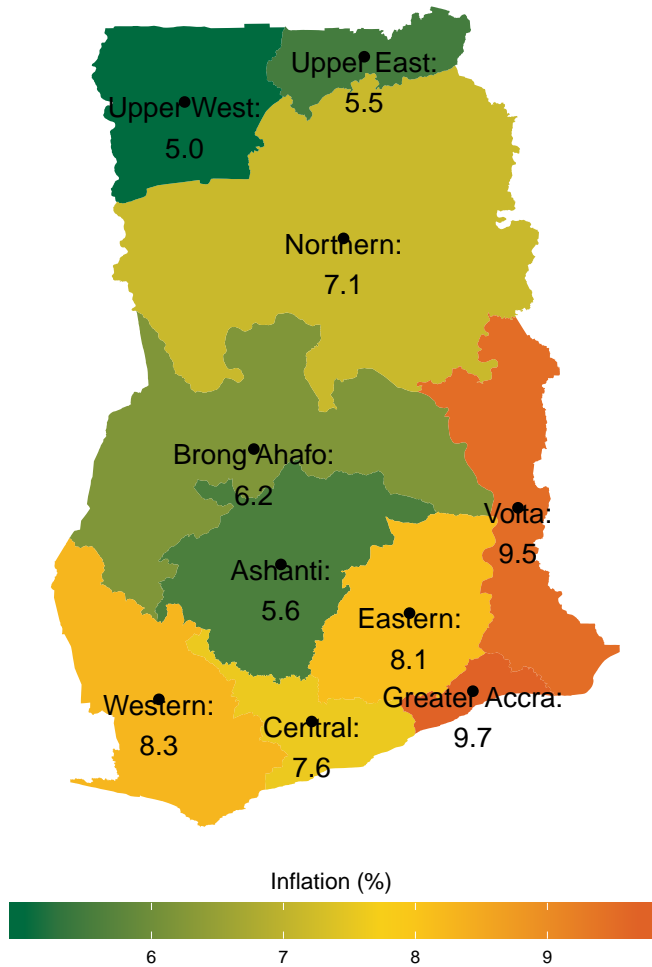 Upper East:
5.5
Upper West:
5.0
Northern:
7.1
Brong Ahafo:
6.2
Volta:
9.5
Ashanti:
5.6
Eastern:
8.1
Greater Accra:
9.7
Western:
8.3
Central:
7.6
Inflation (%)
6 7 8 9